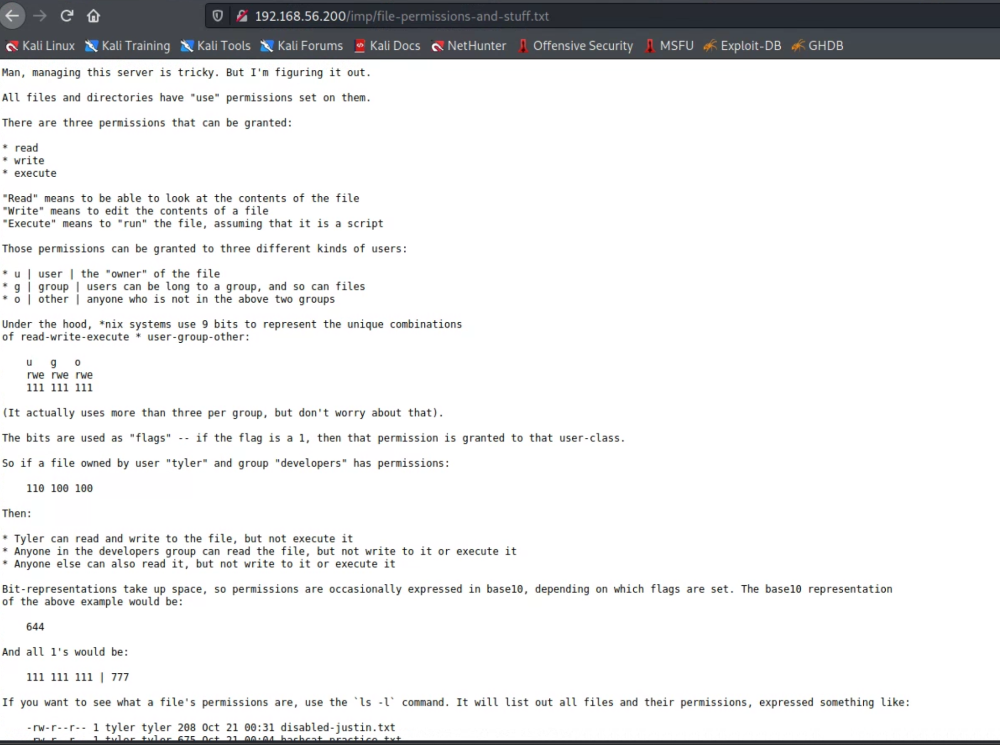 192.168.56.200/imp/file-permissions-and-stuff.txt
Kali Linux Kali Training Kali Tools Kali Forums Kali Docs NetHunter Offensive Security MSFU Exploit-DB GHDB
Man, managing this server is tricky. But I'm figuring it out.
All files and directories have "use" permissions set on them.
There are three permissions that can be granted:
* read
* write
* execute
"Read" means to be able to look at the contents of the file
"Write" means to edit the contents of a file
"Execute" means to "run" the file, assuming that it is a script
Those permissions can be granted to three different kinds of users:
* u | user | the "owner" of the file
* g | group | users can be long to a group, and so can files
* o | other | anyone who is not in the above two groups
Under the hood, *nix systems use 9 bits to represent the unique combinations
of read-write-execute * user-group-other:
u g o
rwe rwe rwe
111 111 111
(It actually uses more than three per group, but don't worry about that).
The bits are used as "flags" -- if the flag is a 1, then that permission is granted to that user-class.
So if a file owned by user "tyler" and group "developers" has permissions:
110 100 100
Then:
* Tyler can read and write to the file, but not execute it
* Anyone in the developers group can read the file, but not write to it or execute it
* Anyone else can also read it, but not write to it or execute it
Bit-representations take up space, so permissions are occasionally expressed in base10, depending on which flags are set. The base10 representation
of the above example would be:
644
And all 1's would be:
111 111 111 | 777
If you want to see what a file's permissions are, use the `ls -l` command. It will list out all files and their permissions, expressed something like:
-rw-r--r-- 1 tyler tyler 208 Oct 21 00:31 disabled-justin.txt
-rw-r--r-- 1 tyler tyler 675 Oct 21 00:04 hashcat-practice.txt